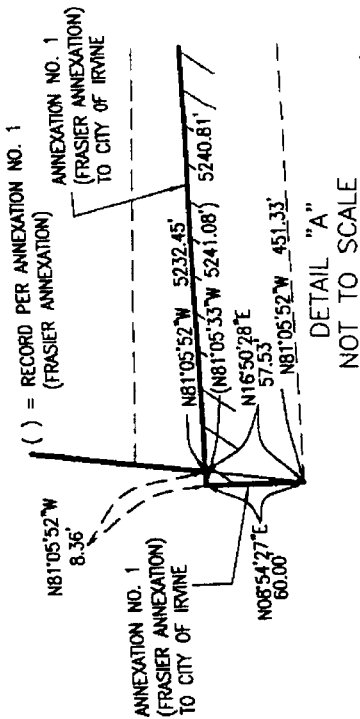 ( ) = RECORD PER ANNEXATION NO. 1
(FRASIER ANNEXATION)
ANNEXATION NO. 1
(FRASIER ANNEXATION)
TO CITY OF IRVINE
N81°05'52"W
8.36'
ANNEXATION NO. 1
(FRASIER ANNEXATION)
TO CITY OF IRVINE
N81°05'52"W 5232.45' 5240.81'
(N81°05'33"W 5241.08')
N16°50'28"E
57.53'
N81°05'52"W 451.33'
N08°54'27"E
60.00'
DETAIL "A"
NOT TO SCALE